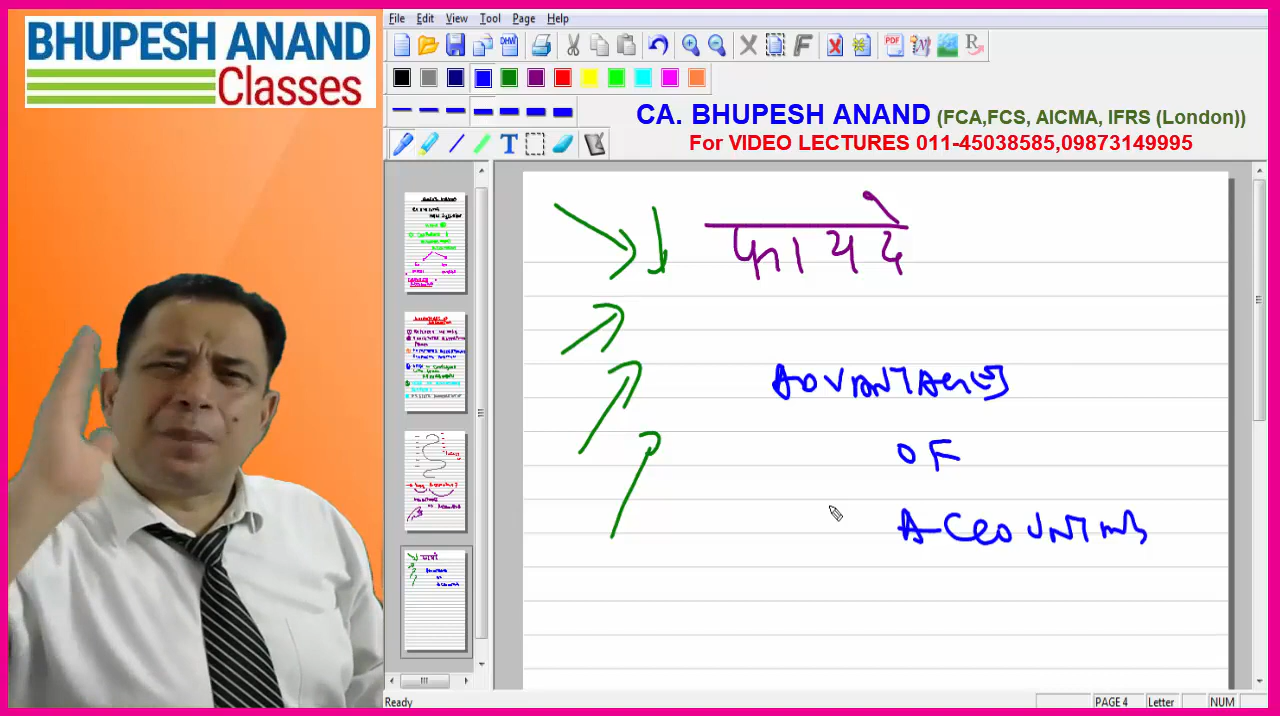 BHUPESH ANAND
Classes
File Edit View Tool Page Help
CA. BHUPESH ANAND (FCA,FCS, AICMA, IFRS (London))
For VIDEO LECTURES 011-45038585,09873149995
फायदे
ADVANTAGES
OF
ACCOUNTING
Ready
PAGE 4 Letter NUM